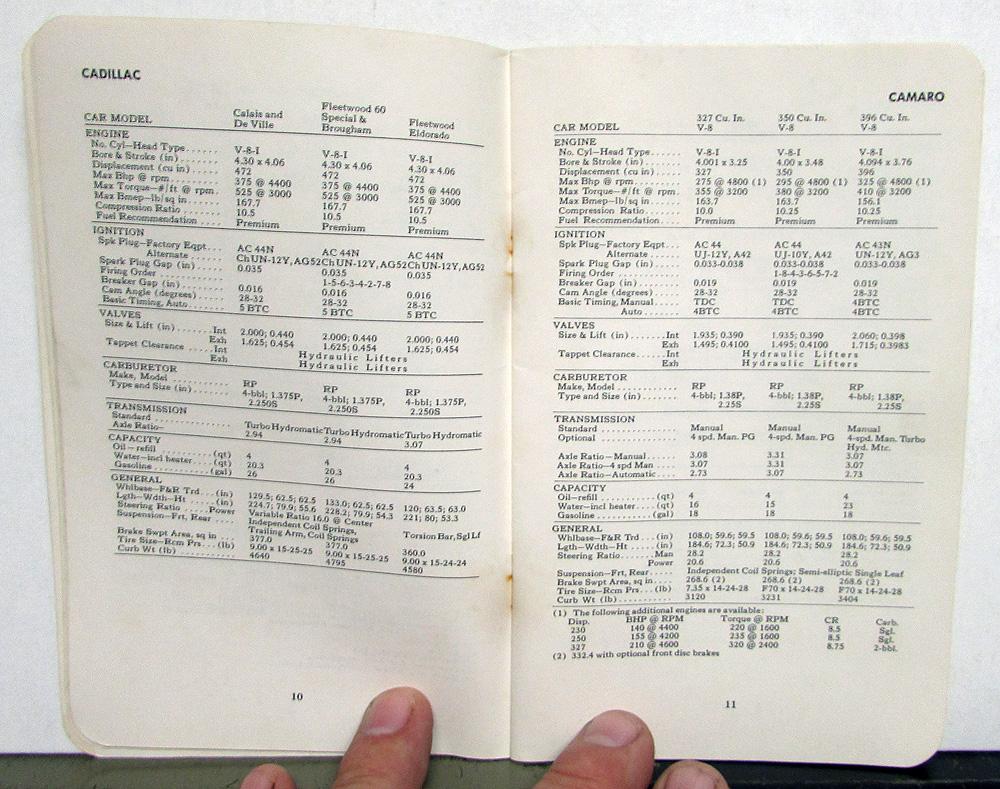 CADILLAC
CAR MODEL Calais and De Ville Fleetwood 60 Special & Brougham Fleetwood Eldorado
ENGINE
No. Cyl—Head Type...... V-8-I V-8-I V-8-I
Bore & Stroke (in)....... 4.30 x 4.06 4.30 x 4.06 4.30 x 4.06
Displacement (cu in).... 472 472 472
Max Bhp @ rpm.......... 375 @ 4400 375 @ 4400 375 @ 4400
Max Torque—#/ft @ rpm. 525 @ 3000 525 @ 3000 525 @ 3000
Max Bmep—lb/sq in...... 167.7 167.7 167.7
Compression Ratio....... 10.5 10.5 10.5
Fuel Recommendation.... Premium Premium Premium
IGNITION
Spk Plug—Factory Eqpt... AC 44N AC 44N AC 44N
Alternate...... Ch UN-12Y, AG52 Ch UN-12Y, AG52 Ch UN-12Y, AG52
Spark Plug Gap (in)...... 0.035 0.035 0.035
Firing Order............. 1-5-6-3-4-2-7-8
Breaker Gap (in)........ 0.016 0.016 0.016
Cam Angle (degrees)..... 28-32 28-32 28-32
Basic Timing, Auto....... 5 BTC 5 BTC 5 BTC
VALVES
Size & Lift (in)........Int 2.000; 0.440 2.000; 0.440 2.000; 0.440
Exh 1.625; 0.454 1.625; 0.454 1.625; 0.454
Tappet Clearance......Int Hydraulic Lifters
Exh Hydraulic Lifters
CARBURETOR
Make, Model............ RP RP RP
Type and Size (in)....... 4-bbl; 1.375P, 4-bbl; 1.375P, 4-bbl; 1.375P,
2.250S 2.250S 2.250S
TRANSMISSION
Standard................ Turbo Hydromatic Turbo Hydromatic Turbo Hydromatic
Axle Ratio— 2.94 2.94 3.07
CAPACITY
Oil—refill...........(qt) 4 4 4
Water—incl heater...(qt) 20.3 20.3 20.3
Gasoline...........(gal) 26 26 24
GENERAL
Whlbase—F&R Trd...(in) 129.5; 62.5; 62.5 133.0; 62.5; 62.5 120; 63.5; 63.0
Lgth—Wdth—Ht.....(in) 224.7; 79.9; 55.6 228.2; 79.9; 54.3 221; 80; 53.3
Steering Ratio......Power Variable Ratio 16.0 @ Center
Suspension—Frt, Rear.... Independent Coil Springs,
Trailing Arm, Coil Springs Torsion Bar, Sgl Lf
Brake Swpt Area, sq in... 377.0 377.0 360.0
Tire Size—Rcm Prs...(lb) 9.00 x 15-25-25 9.00 x 15-25-25 9.00 x 15-24-24
Curb Wt (lb)............ 4640 4795 4580
10
CAMARO
CAR MODEL 327 Cu. In. V-8 350 Cu. In. V-8 396 Cu. In. V-8
ENGINE
No. Cyl—Head Type...... V-8-I V-8-I V-8-I
Bore & Stroke (in)....... 4.001 x 3.25 4.00 x 3.48 4.094 x 3.76
Displacement (cu in)..... 327 350 396
Max Bhp @ rpm......... 275 @ 4800 (1) 295 @ 4800 (1) 325 @ 4800 (1)
Max Torque—#/ft @ rpm. 355 @ 3200 380 @ 3200 410 @ 3200
Max Bmep—lb/sq in...... 163.7 163.7 156.1
Compression Ratio....... 10.0 10.25 10.25
Fuel Recommendation.... Premium Premium Premium
IGNITION
Spk Plug—Factory Eqpt... AC 44 AC 44 AC 43N
Alternate...... UJ-12Y, A42 UJ-10Y, A42 UN-12Y, AG3
Spark Plug Gap (in)...... 0.033-0.038 0.033-0.038 0.033-0.038
Firing Order............. 1-8-4-3-6-5-7-2
Breaker Gap (in)........ 0.019 0.019 0.019
Cam Angle (degrees)..... 28-32 28-32 28-32
Basic Timing, Manual..... TDC TDC TDC
Auto....... 4BTC 4BTC 4BTC
VALVES
Size & Lift (in)........Int 1.935; 0.390 1.935; 0.390 2.060; 0.398
Exh 1.495; 0.4100 1.495; 0.4100 1.715; 0.3983
Tappet Clearance......Int Hydraulic Lifters
Exh Hydraulic Lifters
CARBURETOR
Make, Model............ RP RP RP
Type and Size (in)....... 4-bbl; 1.38P, 4-bbl; 1.38P, 4-bbl; 1.38P,
2.25S 2.25S 2.25S
TRANSMISSION
Standard................ Manual Manual Manual
Optional................ 4 spd. Man. PG 4-spd. Man. PG 4-spd. Man. Turbo
Hyd. Mtc.
Axle Ratio—Manual...... 3.08 3.31 3.07
Axle Ratio—4 spd Man.... 3.07 3.31 3.07
Axle Ratio—Automatic.... 2.73 3.07 2.73
CAPACITY
Oil—refill...........(qt) 4 4 4
Water—incl heater...(qt) 16 15 23
Gasoline...........(gal) 18 18 18
GENERAL
Whlbase—F&R Trd...(in) 108.0; 59.6; 59.5 108.0; 59.6; 59.5 108.0; 59.6; 59.5
Lgth—Wdth—Ht.....(in) 184.6; 72.3; 50.9 184.6; 72.3; 50.9 184.6; 72.3; 50.9
Steering Ratio.......Man 28.2 28.2 28.2
Power 20.6 20.6 20.6
Suspension—Frt, Rear.... Independent Coil Springs; Semi-elliptic Single Leaf
Brake Swpt Area, sq in... 268.6 (2) 268.6 (2) 268.6 (2)
Tire Size—Rcm Prs...(lb) 7.35 x 14-24-28 F70 x 14-24-28 F70 x 14-24-28
Curb Wt (lb)........... 3120 3231 3404
(1) The following additional engines are available:
Disp. BHP @ RPM Torque @ RPM CR Carb.
230 140 @ 4400 220 @ 1600 8.5 Sgl.
250 155 @ 4200 235 @ 1600 8.5 Sgl.
327 210 @ 4600 320 @ 2400 8.75 2-bbl.
(2) 332.4 with optional front disc brakes
11